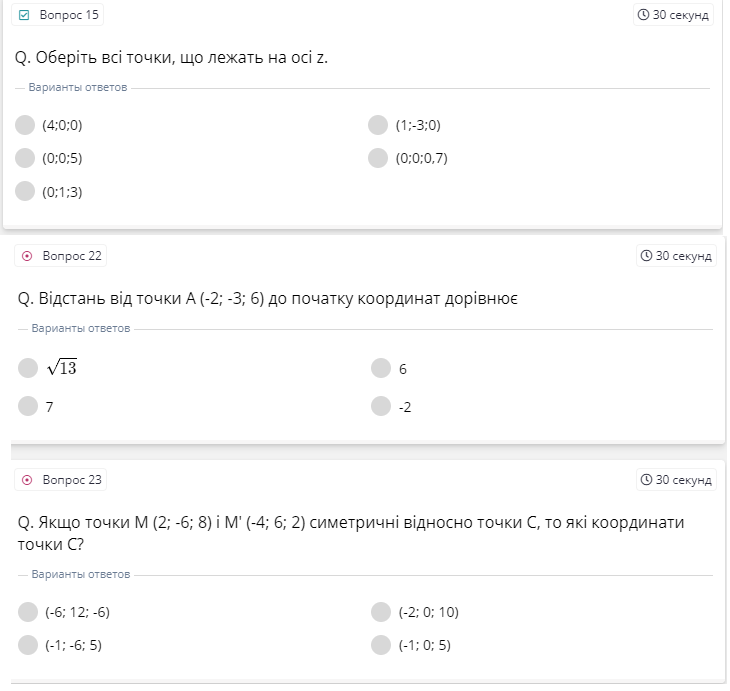 Вопрос 15
30 секунд
Q. Оберіть всі точки, що лежать на осі z.
Варианты ответов
(4;0;0)
(1;-3;0)
(0;0;5)
(0;0;0,7)
(0;1;3)
Вопрос 22
30 секунд
Q. Відстань від точки А (-2; -3; 6) до початку координат дорівнює
Варианты ответов
√13
6
7
-2
Вопрос 23
30 секунд
Q. Якщо точки М (2; -6; 8) і М' (-4; 6; 2) симетричні відносно точки С, то які координати
точки С?
Варианты ответов
(-6; 12; -6)
(-2; 0; 10)
(-1; -6; 5)
(-1; 0; 5)